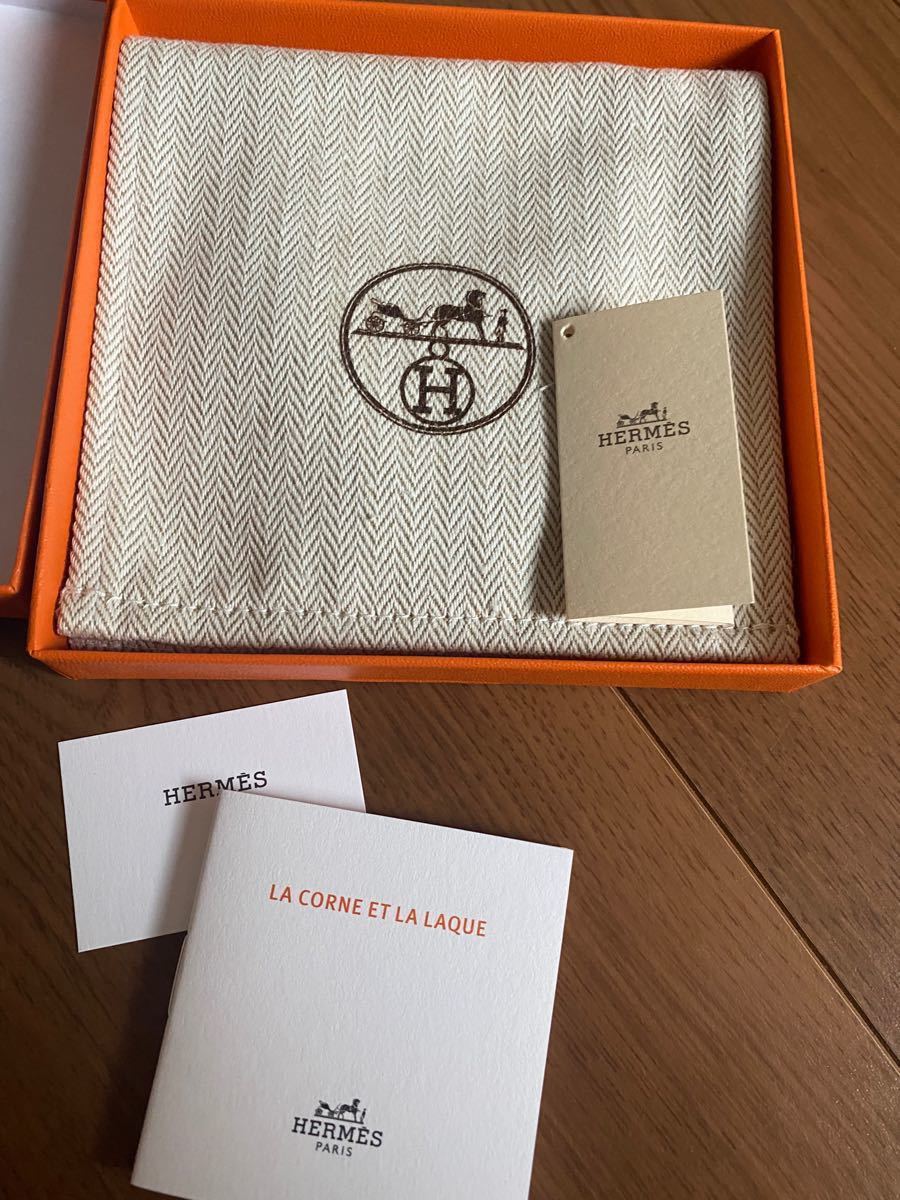 H
HERMÈS
PARIS
HERMÈS
LA CORNE ET LA LAQUE
HERMÈS
PARIS